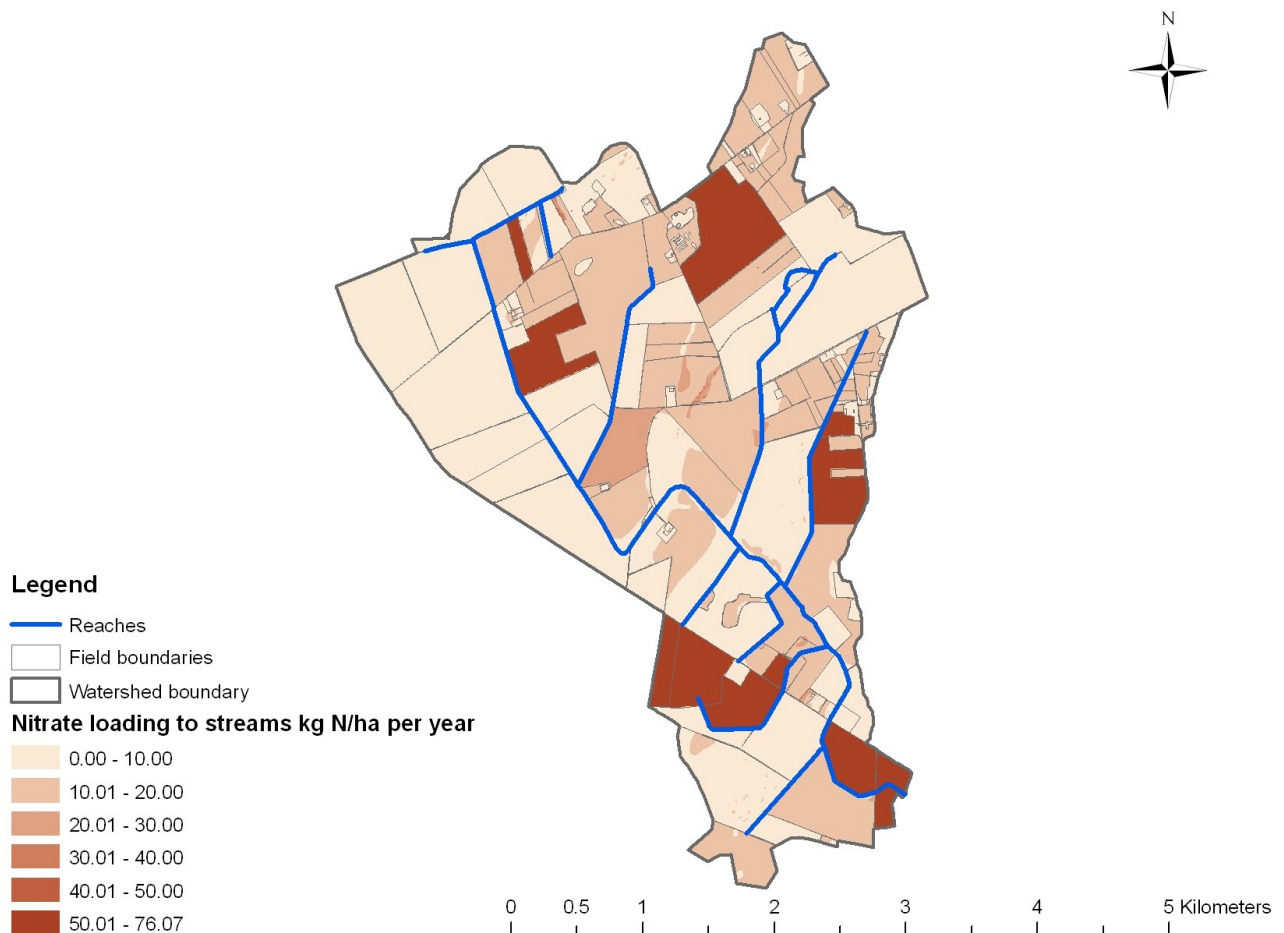 N
Legend
Reaches
Field boundaries
Watershed boundary
Nitrate loading to streams kg N/ha per year
0.00 - 10.00
10.01 - 20.00
20.01 - 30.00
30.01 - 40.00
40.01 - 50.00
50.01 - 76.07
0 0.5 1 2 3 4 5 Kilometers